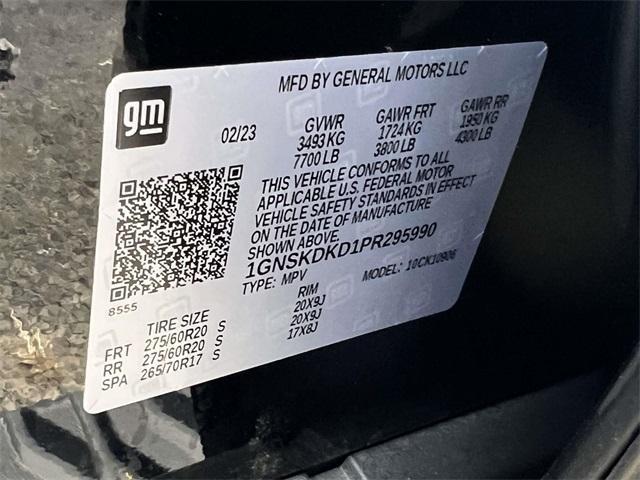 MFD BY GENERAL MOTORS LLC
gm
02/23 GVWR GAWR FRT GAWR RR
3493 KG 1724 KG 1950 KG
7700 LB 3800 LB 4300 LB
THIS VEHICLE CONFORMS TO ALL
APPLICABLE U.S. FEDERAL MOTOR
VEHICLE SAFETY STANDARDS IN EFFECT
ON THE DATE OF MANUFACTURE
SHOWN ABOVE.
1GNSKDKD1PR295990
TYPE: MPV MODEL: 10CK10906
8555
TIRE SIZE RIM
FRT 275/60R20 S 20X9J
RR 275/60R20 S 20X9J
SPA 265/70R17 S 17X8J